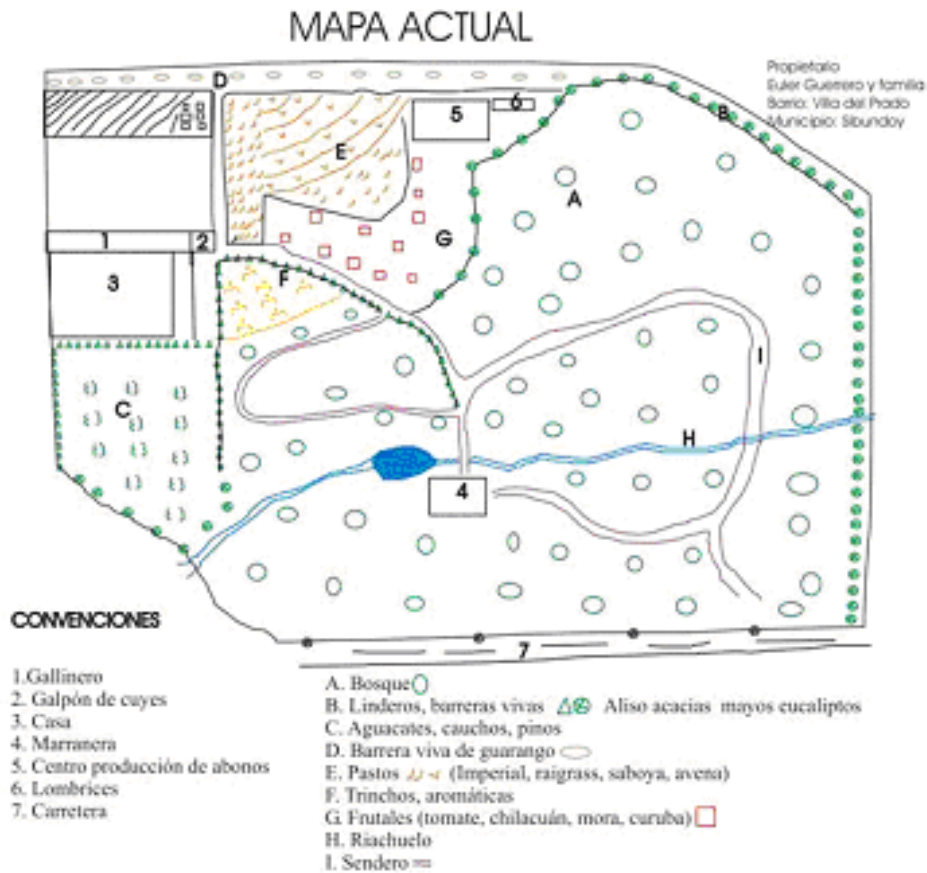 MAPA ACTUAL
Propietario
Euler Guerrero y familia
Barrio: Villa del Prado
Municipio: Sibundoy
D
B
5
6
E
A
G
1
2
F
3
I
C
H
4
7
CONVENCIONES
1.Gallinero
2. Galpón de cuyes
3. Casa
4. Marranera
5. Centro producción de abonos
6. Lombrices
7. Carretera
A. Bosque
B. Linderos, barreras vivas Aliso acacias mayos eucaliptos
C. Aguacates, cauchos, pinos
D. Barrera viva de guarango
E. Pastos (Imperial, raigrass, saboya, avena)
F. Trinchos, aromáticas
G. Frutales (tomate, chilacuán, mora, curuba)
H. Riachuelo
I. Sendero